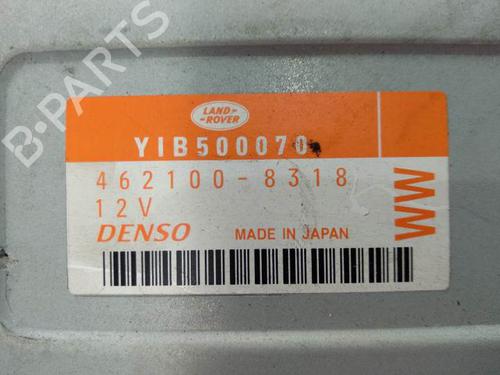 LAND-
-ROVER
YIB500070
462100-8318
12V
DENSO MADE IN JAPAN
WW
B-PARTS